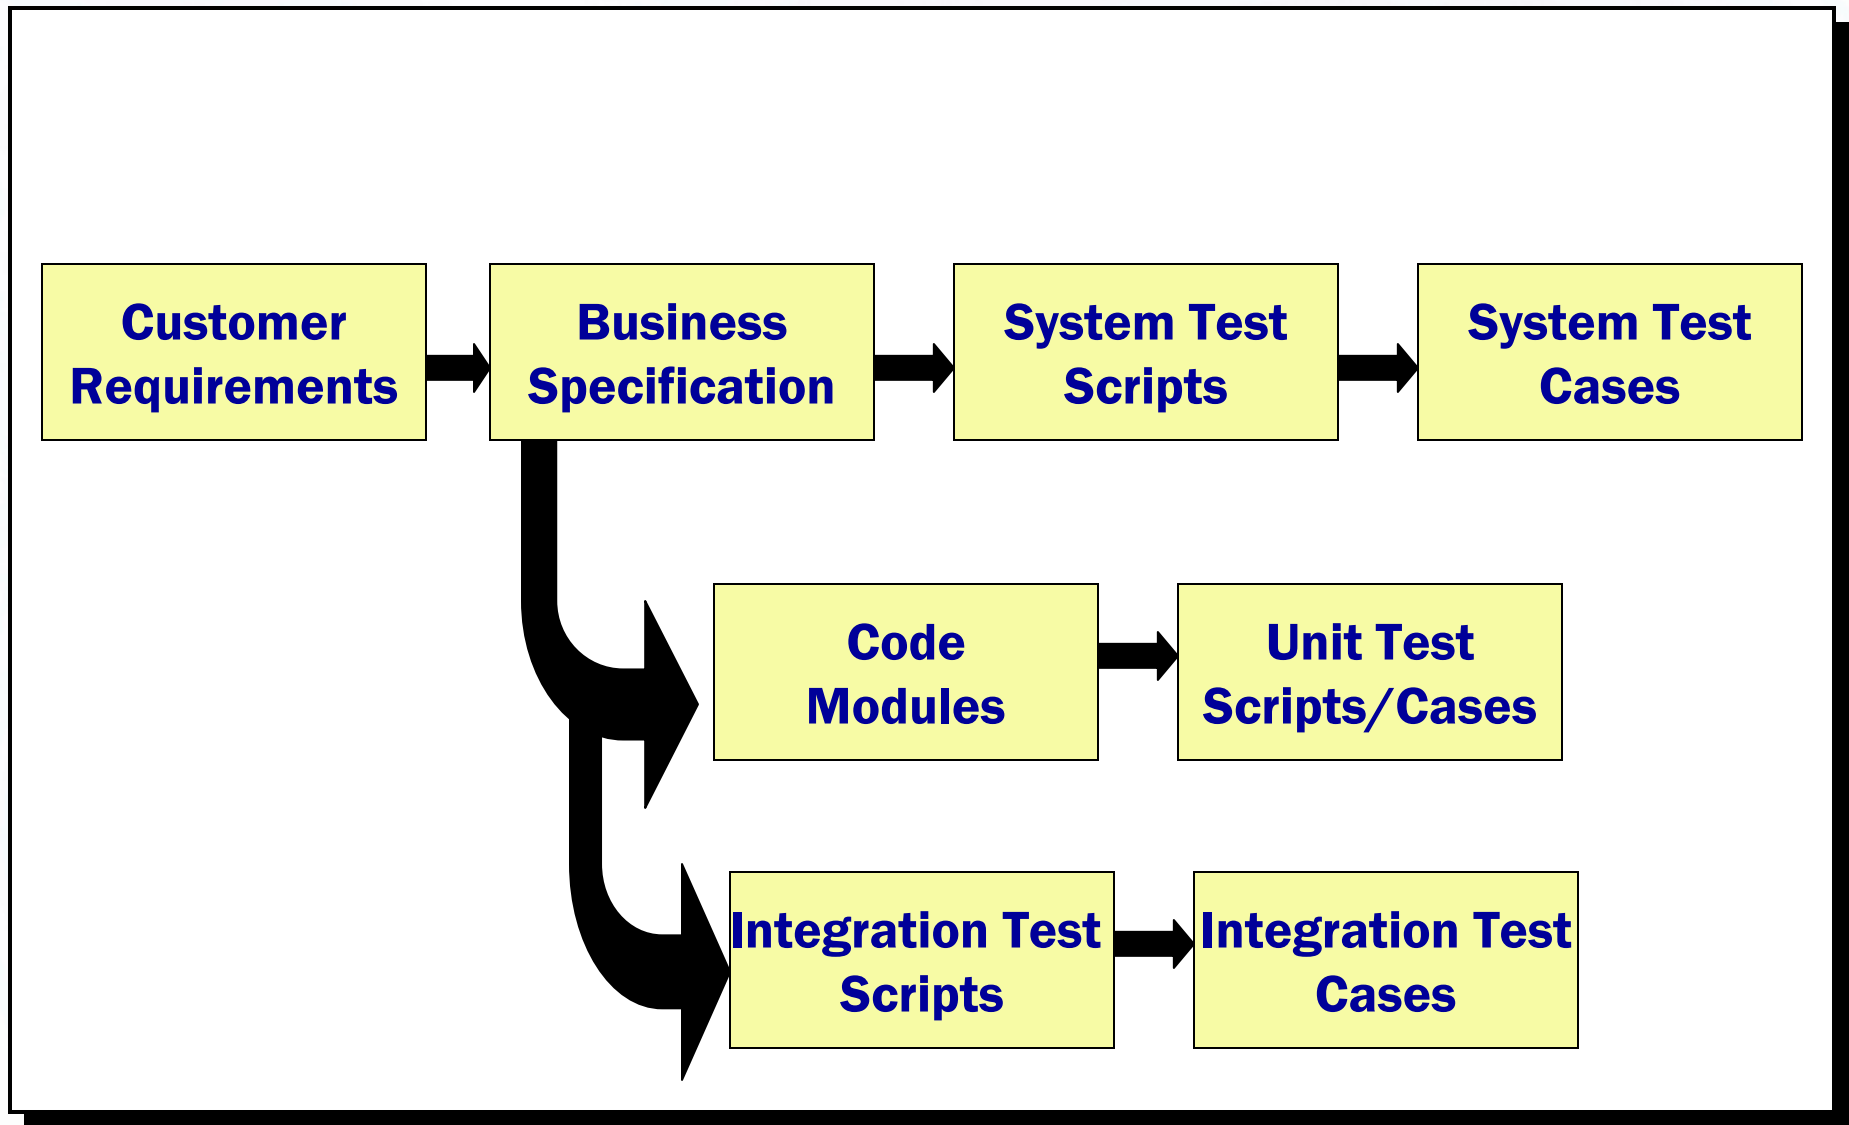 Customer
Requirements
Business
Specification
System Test
Scripts
System Test
Cases
Code
Modules
Unit Test
Scripts/Cases
Integration Test
Scripts
Integration Test
Cases